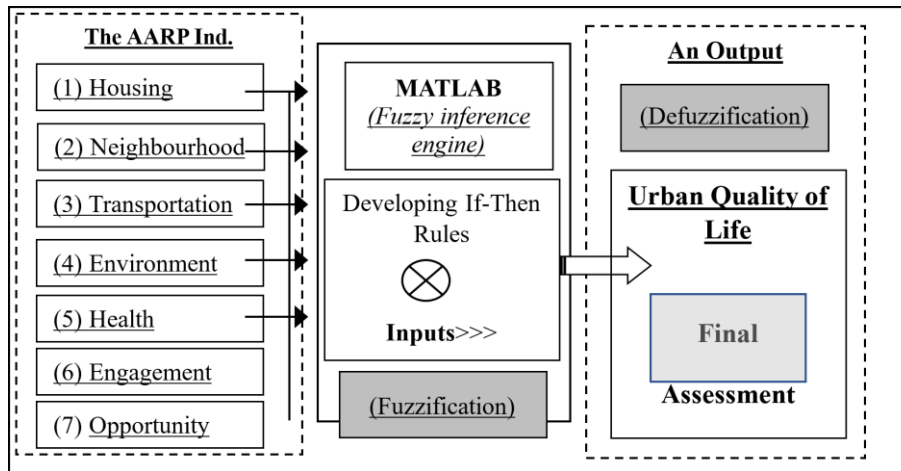 The AARP Ind.
(1) Housing
(2) Neighbourhood
(3) Transportation
(4) Environment
(5) Health
(6) Engagement
(7) Opportunity
MATLAB
(Fuzzy inference
engine)
Developing If-Then
Rules
Inputs>>>
(Fuzzification)
An Output
(Defuzzification)
Urban Quality of
Life
Final
Assessment